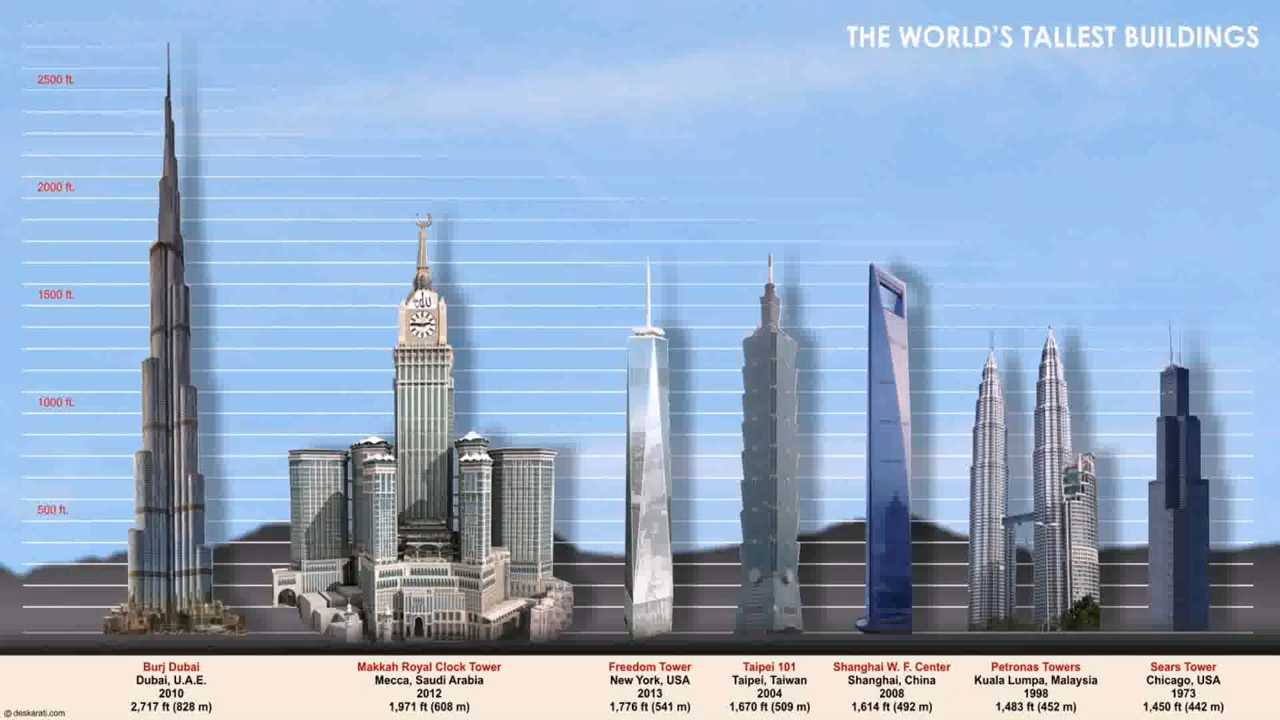 THE WORLD'S TALLEST BUILDINGS
2500 ft.
2000 ft.
1500 ft.
1000 ft.
500 ft.
Burj Dubai
Dubai, U.A.E.
2010
2,717 ft (828 m)
Makkah Royal Clock Tower
Mecca, Saudi Arabia
2012
1,971 ft (608 m)
Freedom Tower
New York, USA
2013
1,776 ft (541 m)
Taipei 101
Taipei, Taiwan
2004
1,670 ft (509 m)
Shanghai W. F. Center
Shanghai, China
2008
1,614 ft (492 m)
Petronas Towers
Kuala Lumpa, Malaysia
1998
1,483 ft (452 m)
Sears Tower
Chicago, USA
1973
1,450 ft (442 m)
© deskarati.com